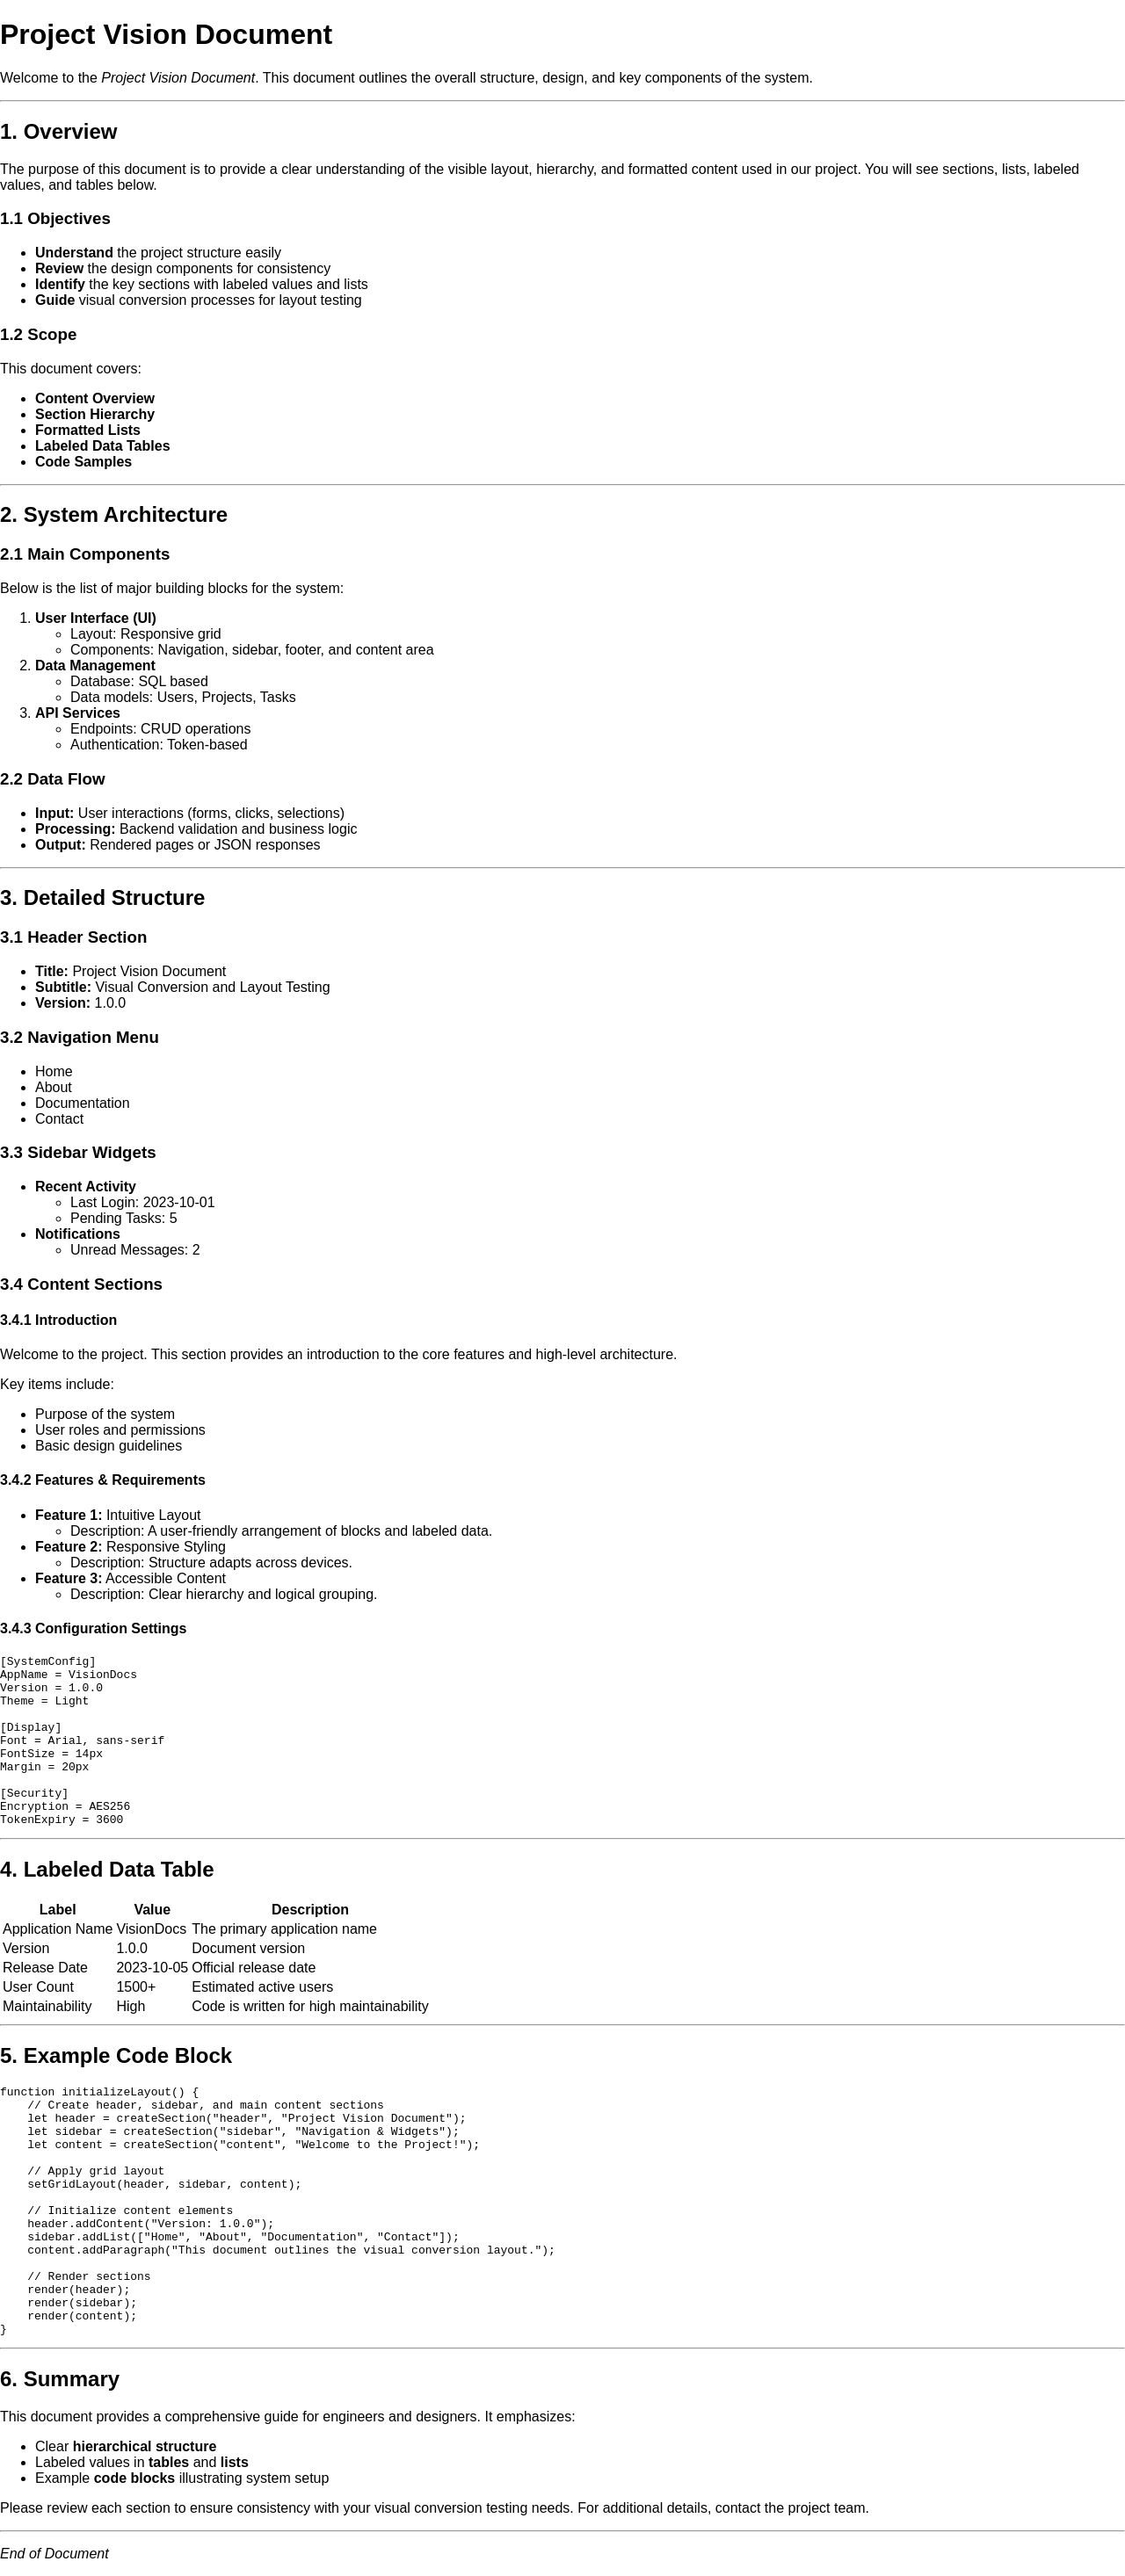 Project Vision Document
Welcome to the Project Vision Document. This document outlines the overall structure, design, and key components of the system.
1. Overview
The purpose of this document is to provide a clear understanding of the visible layout, hierarchy, and formatted content used in our project. You will see sections, lists, labeled
values, and tables below.
1.1 Objectives
• Understand the project structure easily
• Review the design components for consistency
• Identify the key sections with labeled values and lists
• Guide visual conversion processes for layout testing
1.2 Scope
This document covers:
• Content Overview
• Section Hierarchy
• Formatted Lists
• Labeled Data Tables
• Code Samples
2. System Architecture
2.1 Main Components
Below is the list of major building blocks for the system:
1. User Interface (UI)
◦ Layout: Responsive grid
◦ Components: Navigation, sidebar, footer, and content area
2. Data Management
◦ Database: SQL based
◦ Data models: Users, Projects, Tasks
3. API Services
◦ Endpoints: CRUD operations
◦ Authentication: Token-based
2.2 Data Flow
• Input: User interactions (forms, clicks, selections)
• Processing: Backend validation and business logic
• Output: Rendered pages or JSON responses
3. Detailed Structure
3.1 Header Section
• Title: Project Vision Document
• Subtitle: Visual Conversion and Layout Testing
• Version: 1.0.0
3.2 Navigation Menu
• Home
• About
• Documentation
• Contact
3.3 Sidebar Widgets
• Recent Activity
◦ Last Login: 2023-10-01
◦ Pending Tasks: 5
• Notifications
◦ Unread Messages: 2
3.4 Content Sections
3.4.1 Introduction
Welcome to the project. This section provides an introduction to the core features and high-level architecture.
Key items include:
• Purpose of the system
• User roles and permissions
• Basic design guidelines
3.4.2 Features & Requirements
• Feature 1: Intuitive Layout
◦ Description: A user-friendly arrangement of blocks and labeled data.
• Feature 2: Responsive Styling
◦ Description: Structure adapts across devices.
• Feature 3: Accessible Content
◦ Description: Clear hierarchy and logical grouping.
3.4.3 Configuration Settings
[SystemConfig]
AppName = VisionDocs
Version = 1.0.0
Theme = Light
[Display]
Font = Arial, sans-serif
FontSize = 14px
Margin = 20px
[Security]
Encryption = AES256
TokenExpiry = 3600
4. Labeled Data Table
Label Value Description
Application Name VisionDocs The primary application name
Version 1.0.0 Document version
Release Date 2023-10-05 Official release date
User Count 1500+ Estimated active users
Maintainability High Code is written for high maintainability
5. Example Code Block
function initializeLayout() {
    // Create header, sidebar, and main content sections
    let header = createSection("header", "Project Vision Document");
    let sidebar = createSection("sidebar", "Navigation & Widgets");
    let content = createSection("content", "Welcome to the Project!");
    // Apply grid layout
    setGridLayout(header, sidebar, content);
    // Initialize content elements
    header.addContent("Version: 1.0.0");
    sidebar.addList(["Home", "About", "Documentation", "Contact"]);
    content.addParagraph("This document outlines the visual conversion layout.");
    // Render sections
    render(header);
    render(sidebar);
    render(content);
}
6. Summary
This document provides a comprehensive guide for engineers and designers. It emphasizes:
• Clear hierarchical structure
• Labeled values in tables and lists
• Example code blocks illustrating system setup
Please review each section to ensure consistency with your visual conversion testing needs. For additional details, contact the project team.
End of Document